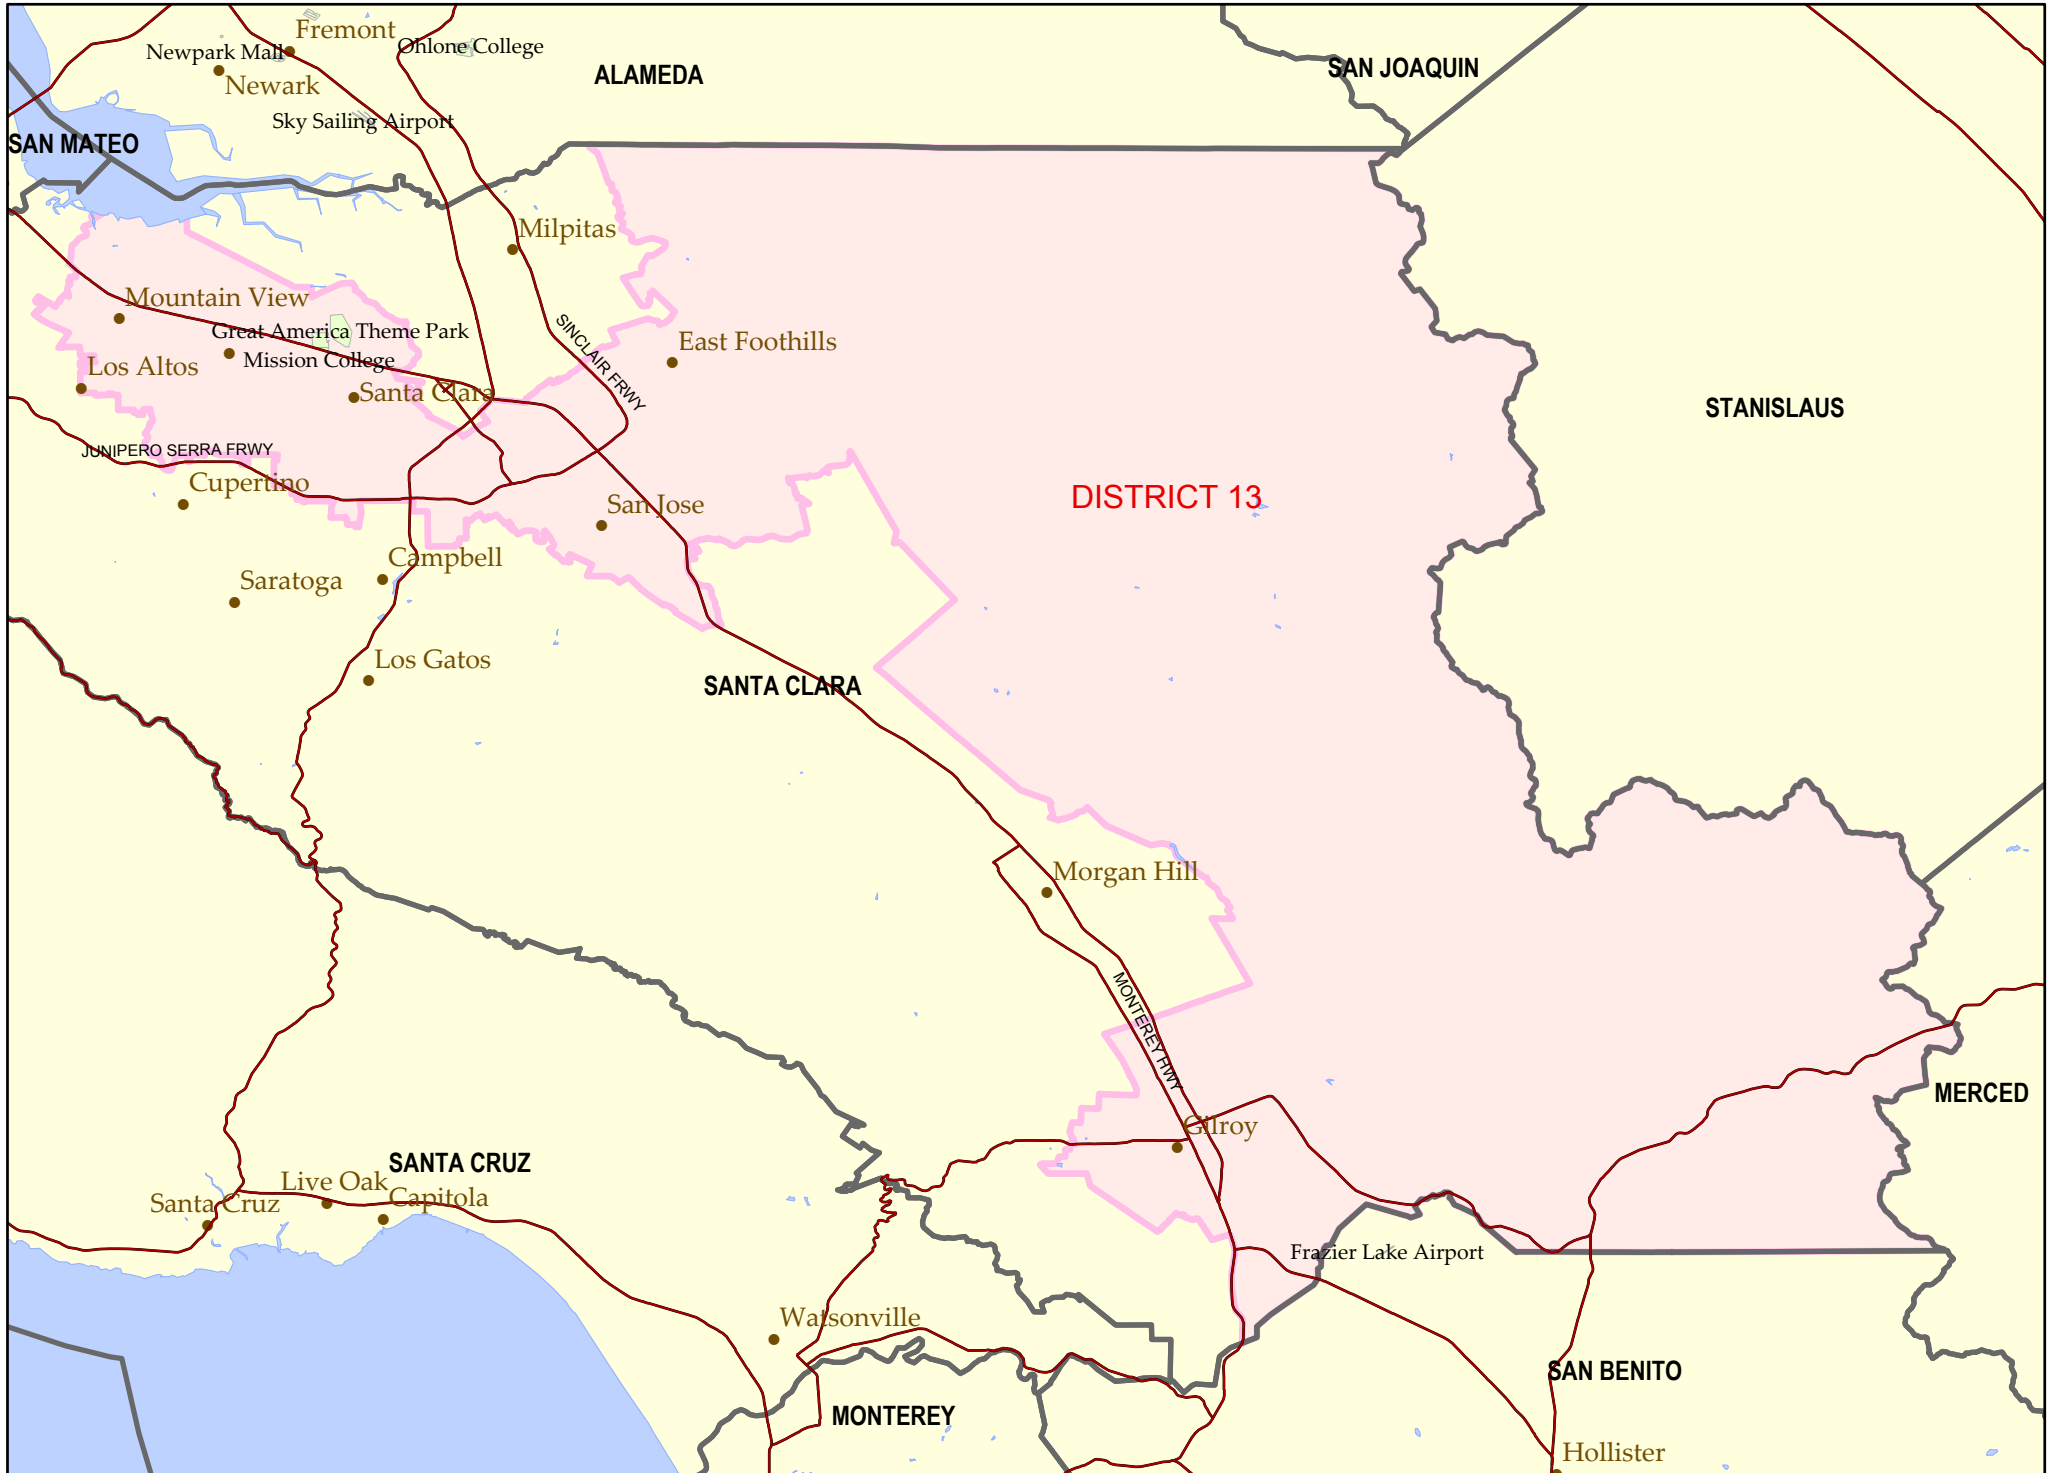 Fremont
Newpark Mall
Ohlone College
Newark
ALAMEDA
SAN JOAQUIN
Sky Sailing Airport
SAN MATEO
Milpitas
Mountain View
Great America Theme Park
SINCLAIR FRWY
East Foothills
Los Altos
Mission College
Santa Clara
STANISLAUS
JUNIPERO SERRA FRWY
Cupertino
San Jose
DISTRICT 13
Campbell
Saratoga
Los Gatos
SANTA CLARA
Morgan Hill
MONTEREY HWY
MERCED
Gilroy
SANTA CRUZ
Live Oak
Santa Cruz
Capitola
Frazier Lake Airport
Watsonville
SAN BENITO
MONTEREY
Hollister